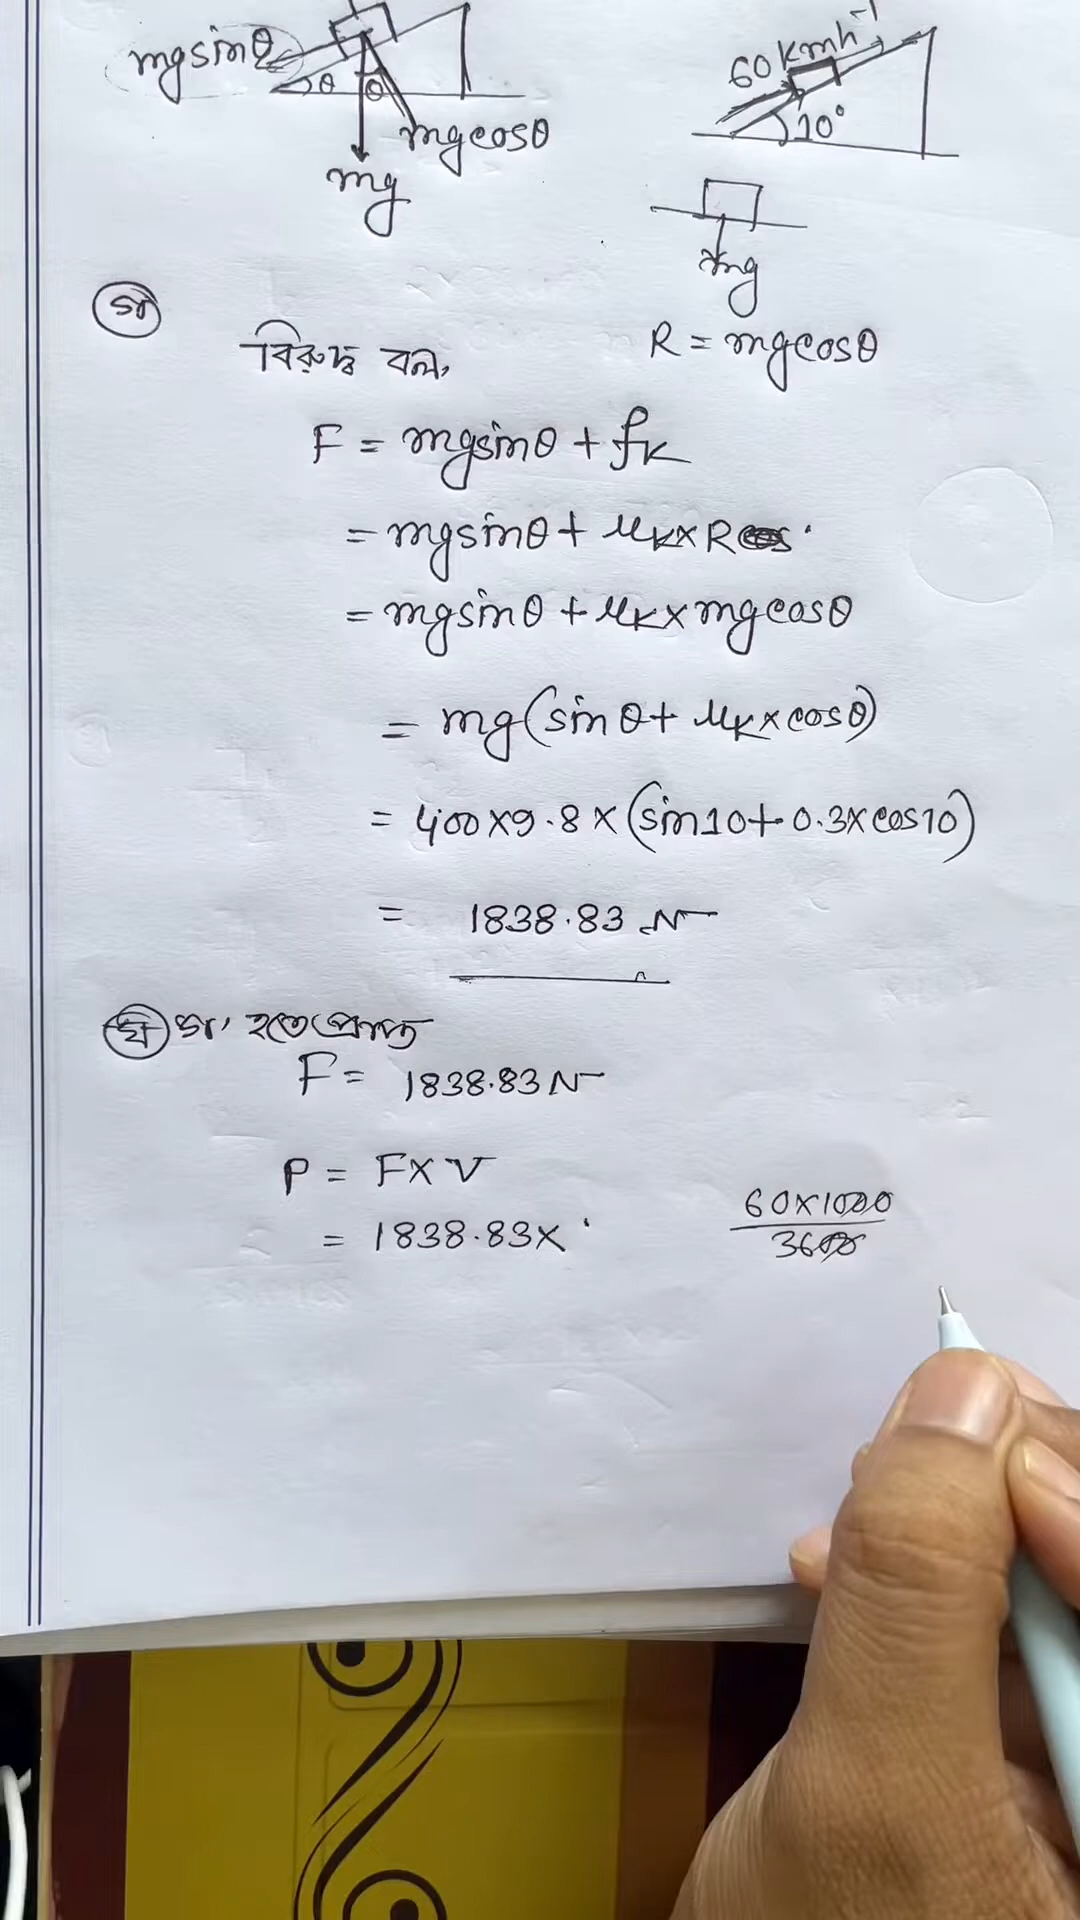 mgsinθ
θ
θ
mgcosθ
mg
60 kmh⁻¹
10°
mg
গ
বিরুদ্ধ বল,
R = mgcosθ
F = mgsinθ + fk
= mgsinθ + μk × R
= mgsinθ + μk × mgcosθ
= mg(sinθ + μk × cosθ)
= 400×9.8×(sin10+0.3×cos10)
= 1838.83 N
ঘ গ, হতে প্রাপ্ত
F = 1838.83 N
P = F×V
= 1838.83×
60×1000
3600